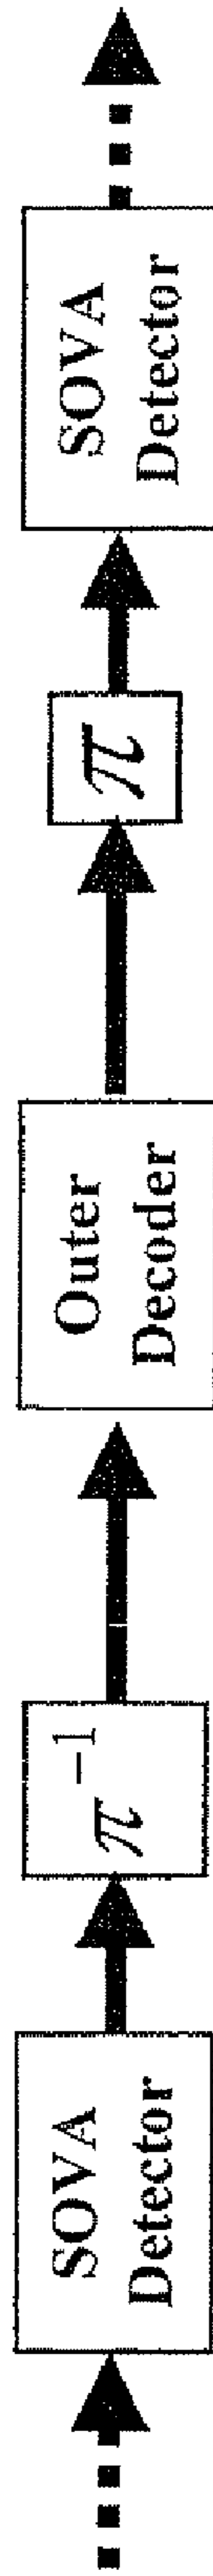 SOVA
Detector
π⁻¹
Outer
Decoder
π
SOVA
Detector